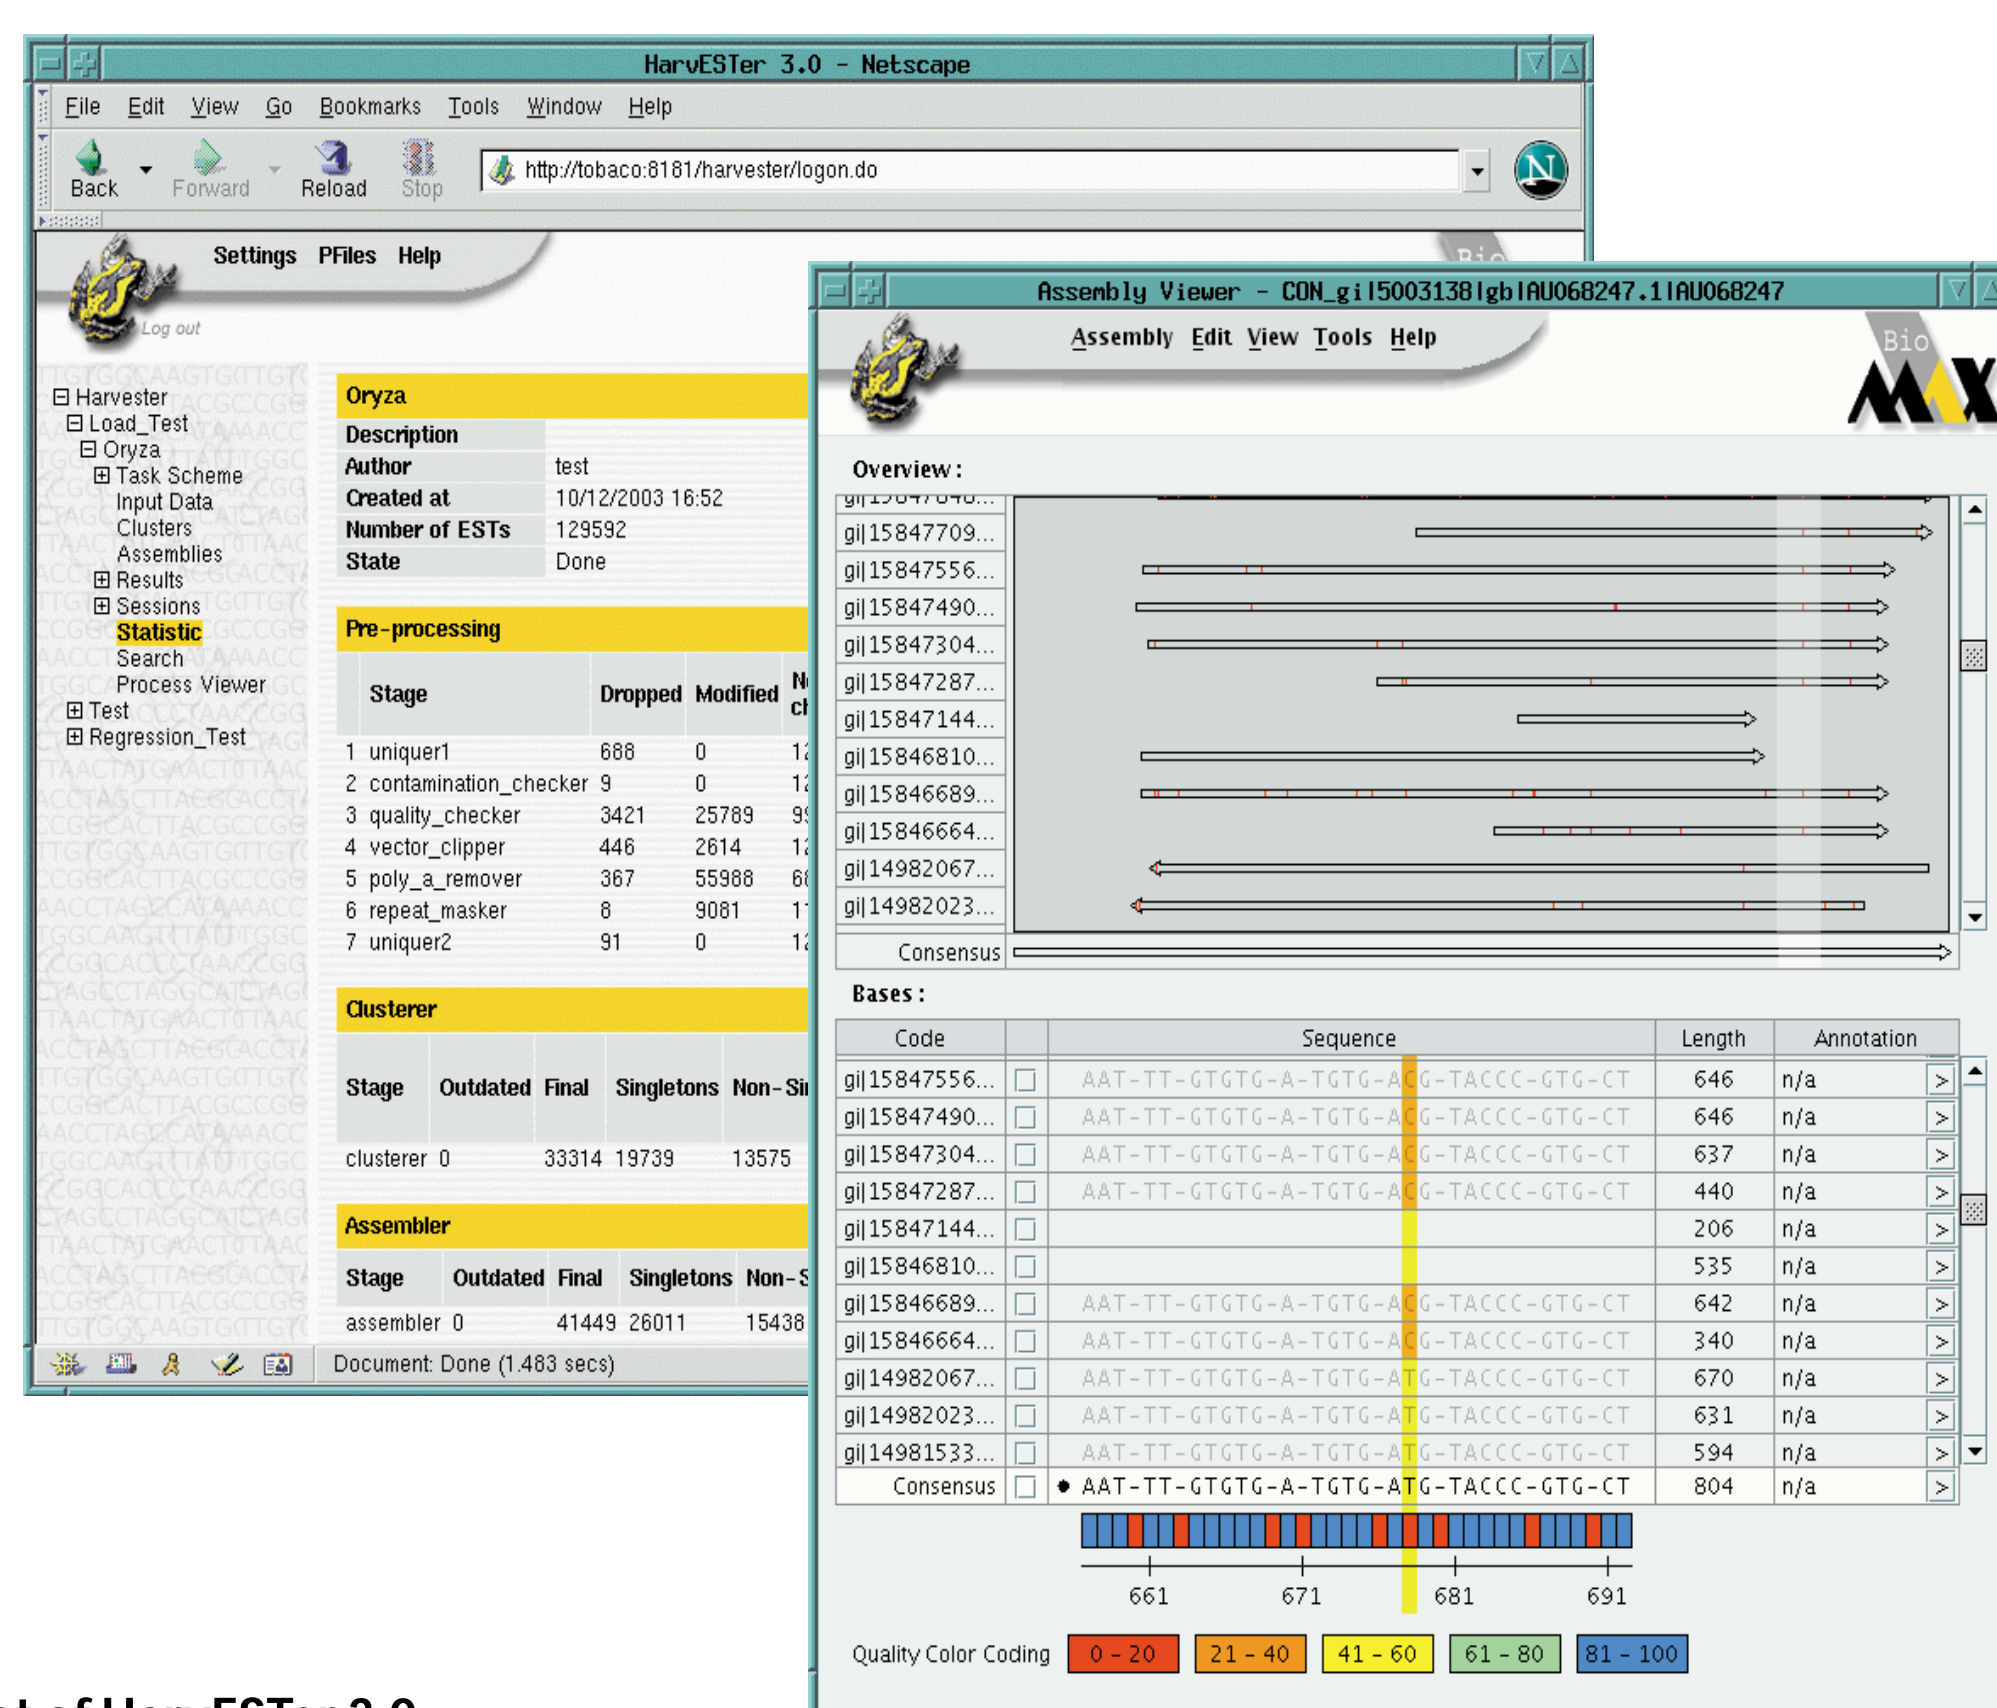 HarvESTer 3.0 - Netscape
File Edit View Go Bookmarks Tools Window Help
Back Forward Reload Stop http://tobaco:8181/harvester/logon.do N
Settings PFiles Help
Log out
Harvester
Load_Test
Oryza
Task Scheme
Input Data
Clusters
Assemblies
Results
Sessions
Statistic
Search
Process Viewer
Test
Regression_Test
Oryza
Description
Author test
Created at 10/12/2003 16:52
Number of ESTs 129592
State Done
Pre-processing
Stage Dropped Modified
1 uniquer1 688 0
2 contamination_checker 9 0
3 quality_checker 3421 25789
4 vector_clipper 446 2614
5 poly_a_remover 367 55988
6 repeat_masker 8 9081
7 uniquer2 91 0
Clusterer
Stage Outdated Final Singletons Non-Si
clusterer 0 33314 19739 13575
Assembler
Stage Outdated Final Singletons Non-S
assembler 0 41449 26011 15438
Document: Done (1.483 secs)
Assembly Viewer - CON_gi|5003138|gb|AU068247.1|AU068247
Assembly Edit View Tools Help
Bio
MAX
Overview:
gi|15847709...
gi|15847556...
gi|15847490...
gi|15847304...
gi|15847287...
gi|15847144...
gi|15846810...
gi|15846689...
gi|15846664...
gi|14982067...
gi|14982023...
Consensus
Bases:
Code Sequence Length Annotation
gi|15847556... AAT-TT-GTGTG-A-TGTG-ACG-TACCC-GTG-CT 646 n/a >
gi|15847490... AAT-TT-GTGTG-A-TGTG-ACG-TACCC-GTG-CT 646 n/a >
gi|15847304... AAT-TT-GTGTG-A-TGTG-ACG-TACCC-GTG-CT 637 n/a >
gi|15847287... AAT-TT-GTGTG-A-TGTG-ACG-TACCC-GTG-CT 440 n/a >
gi|15847144... 206 n/a >
gi|15846810... 535 n/a >
gi|15846689... AAT-TT-GTGTG-A-TGTG-ACG-TACCC-GTG-CT 642 n/a >
gi|15846664... AAT-TT-GTGTG-A-TGTG-ACG-TACCC-GTG-CT 340 n/a >
gi|14982067... AAT-TT-GTGTG-A-TGTG-ATG-TACCC-GTG-CT 670 n/a >
gi|14982023... AAT-TT-GTGTG-A-TGTG-ATG-TACCC-GTG-CT 631 n/a >
gi|14981533... AAT-TT-GTGTG-A-TGTG-ATG-TACCC-GTG-CT 594 n/a >
Consensus AAT-TT-GTGTG-A-TGTG-ATG-TACCC-GTG-CT 804 n/a >
661 671 681 691
Quality Color Coding 0 - 20 21 - 40 41 - 60 61 - 80 81 - 100
of HarvESTer 3.0